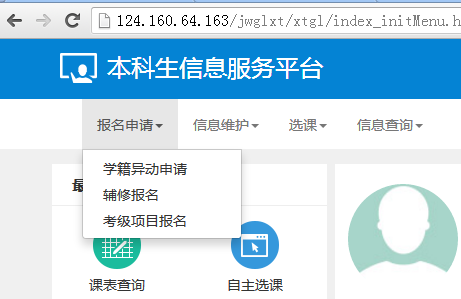 124.160.64.163/jwglxt/xtgl/index_initMenu.h
本科生信息服务平台
报名申请 信息维护 选课 信息查询
学籍异动申请
辅修报名
考级项目报名
课表查询 自主选课